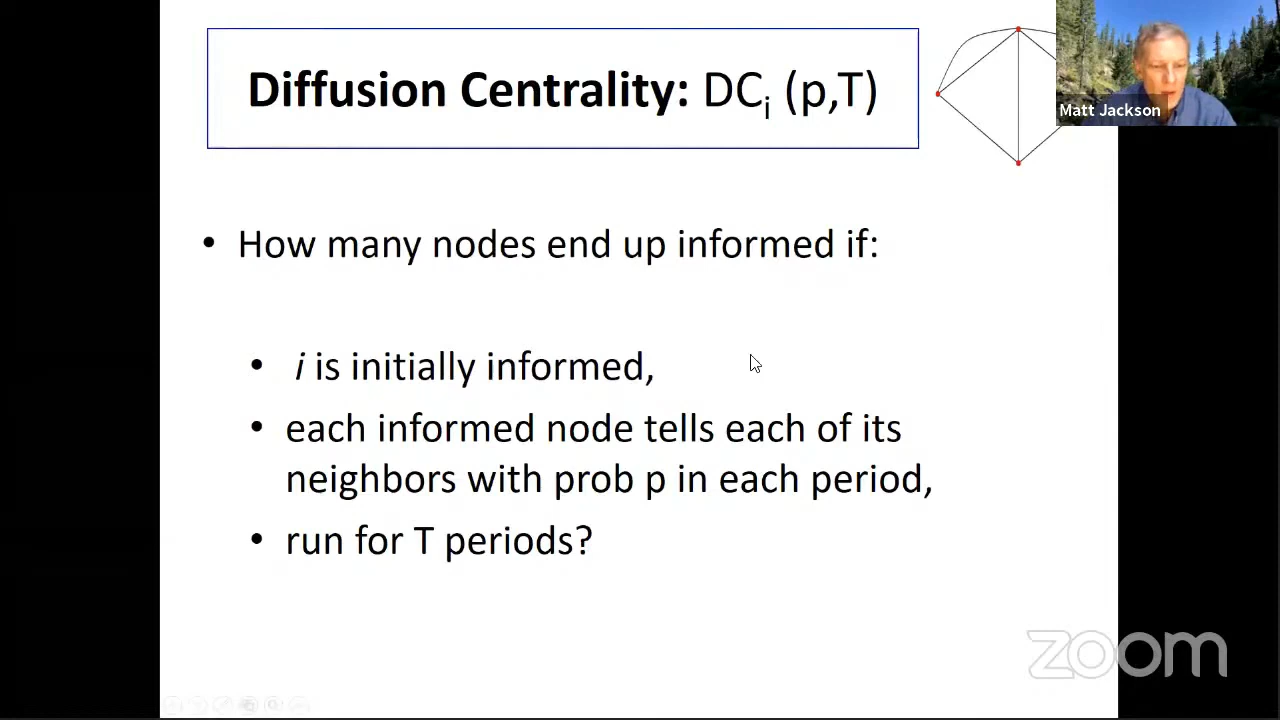 Diffusion Centrality: DCi (p,T)
Matt Jackson
• How many nodes end up informed if:
• i is initially informed,
• each informed node tells each of its
neighbors with prob p in each period,
• run for T periods?
zoom